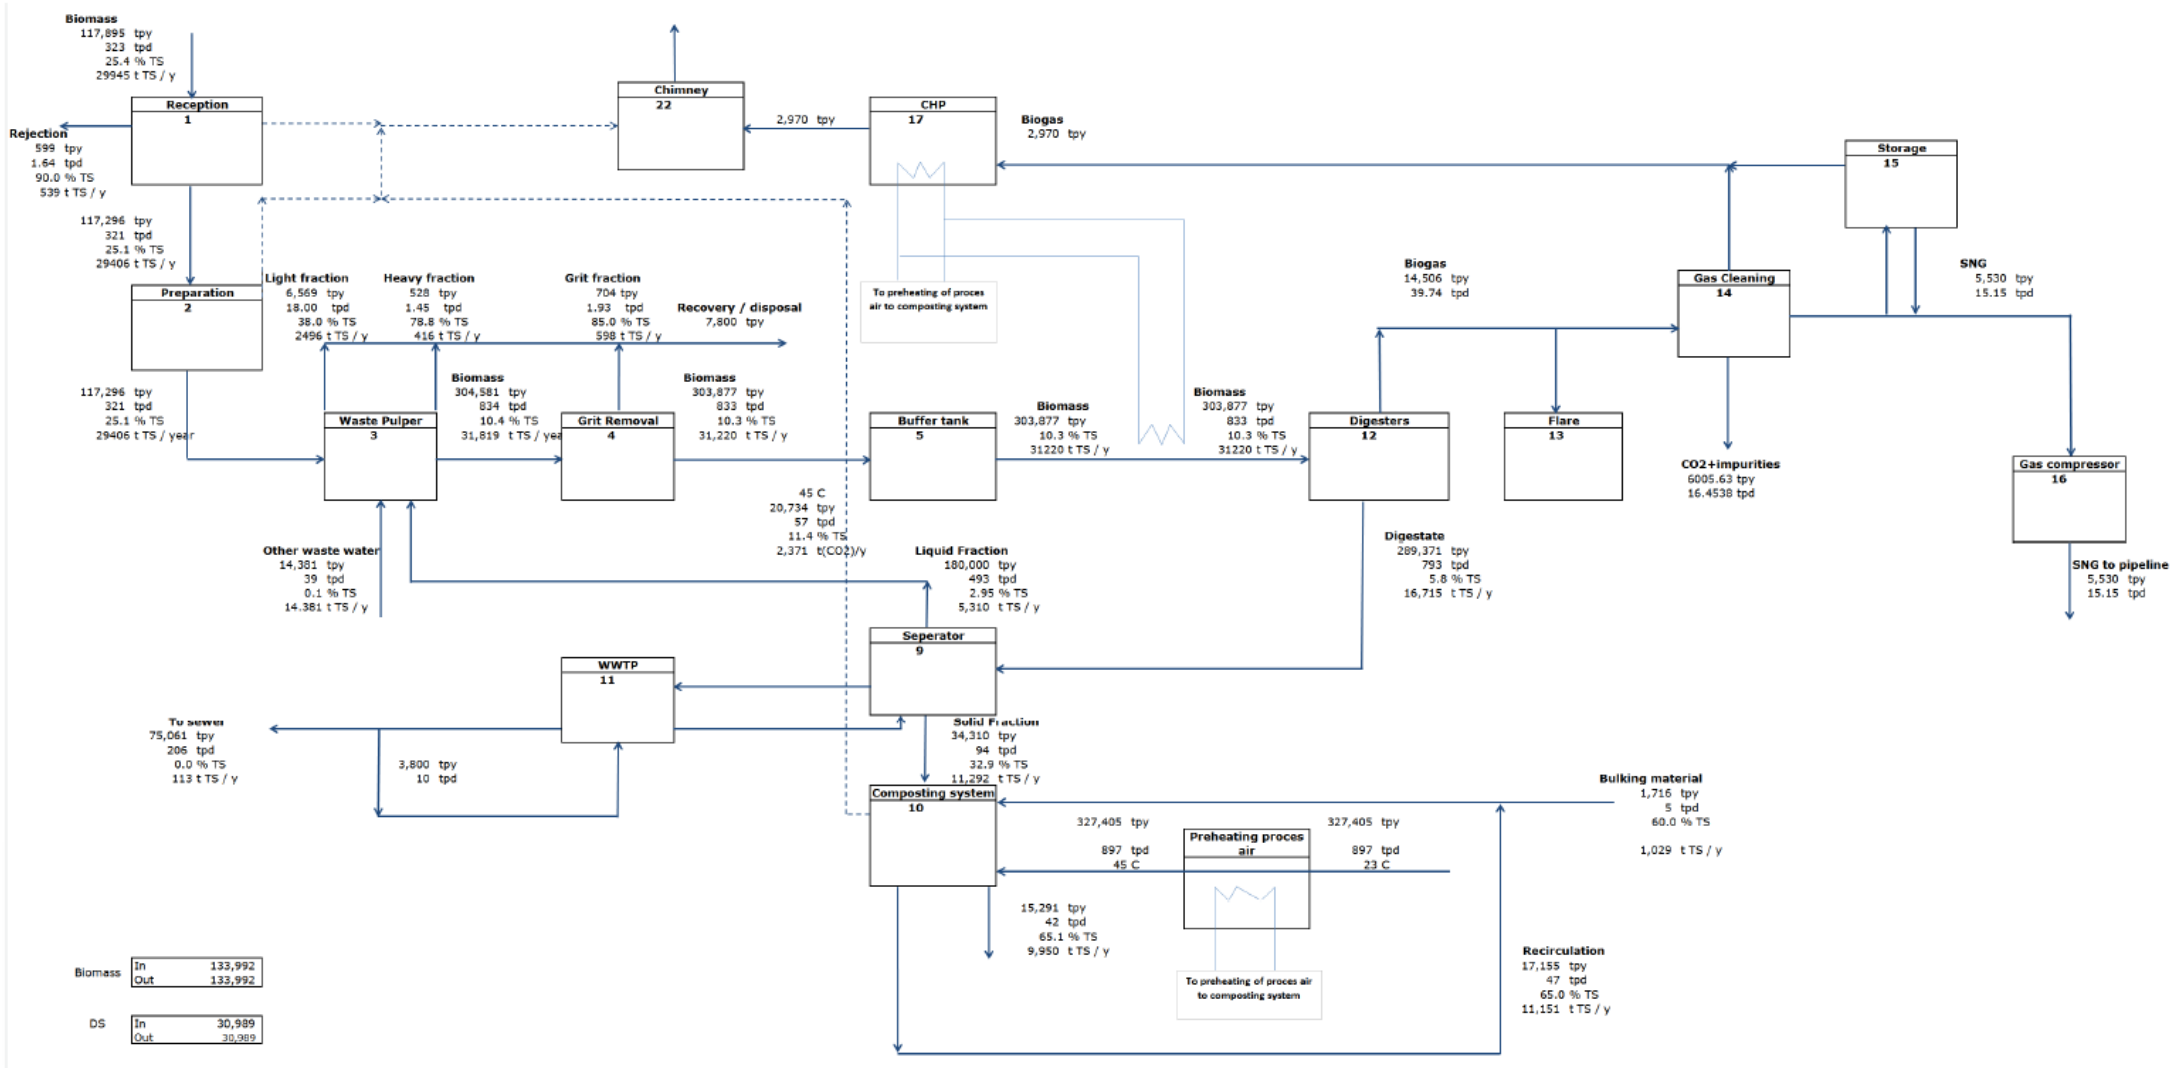 Biomass
117,895 tpy
323 tpd
25.4 % TS
29945 t TS / y
Reception
1
Rejection
599 tpy
1.64 tpd
90.0 % TS
539 t TS / y
117,296 tpy
321 tpd
25.1 % TS
29406 t TS / y
Preparation
2
117,296 tpy
321 tpd
25.1 % TS
29406 t TS / year
Light fraction
6,569 tpy
18.00 tpd
38.0 % TS
2496 t TS / y
Heavy fraction
528 tpy
1.45 tpd
78.8 % TS
416 t TS / y
Grit fraction
704 tpy
1.93 tpd
85.0 % TS
598 t TS / y
Recovery / disposal
7,800 tpy
Chimney
22
2,970 tpy
CHP
17
Biogas
2,970 tpy
To preheating of proces
air to composting system
Storage
15
Biogas
14,506 tpy
39.74 tpd
Gas Cleaning
14
SNG
5,530 tpy
15.15 tpd
Waste Pulper
3
Biomass
304,581 tpy
834 tpd
10.4 % TS
31,819 t TS / yea
Grit Removal
4
Biomass
303,877 tpy
833 tpd
10.3 % TS
31,220 t TS / y
Buffer tank
5
Biomass
303,877 tpy
10.3 % TS
31220 t TS / y
Biomass
303,877 tpy
833 tpd
10.3 % TS
31220 t TS / y
Digesters
12
Flare
13
CO2+impurities
6005.63 tpy
16.4538 tpd
Gas compressor
16
SNG to pipeline
5,530 tpy
15.15 tpd
Other waste water
14,381 tpy
39 tpd
0.1 % TS
14.381 t TS / y
45 C
20,734 tpy
57 tpd
11.4 % TS
2,371 t(CO2)/y
Liquid Fraction
180,000 tpy
493 tpd
2.95 % TS
5,310 t TS / y
Digestate
289,371 tpy
793 tpd
5.8 % TS
16,715 t TS / y
Seperator
9
WWTP
11
To sewer
75,061 tpy
206 tpd
0.0 % TS
113 t TS / y
3,800 tpy
10 tpd
Solid Fraction
34,310 tpy
94 tpd
32.9 % TS
11,292 t TS / y
Composting system
10
Bulking material
1,716 tpy
5 tpd
60.0 % TS
1,029 t TS / y
327,405 tpy
897 tpd
45 C
Preheating proces
air
327,405 tpy
897 tpd
23 C
15,291 tpy
42 tpd
65.1 % TS
9,950 t TS / y
To preheating of proces air
to composting system
Recirculation
17,155 tpy
47 tpd
65.0 % TS
11,151 t TS / y
Biomass
In 133,992
Out 133,992
DS
In 30,989
Out 30,989